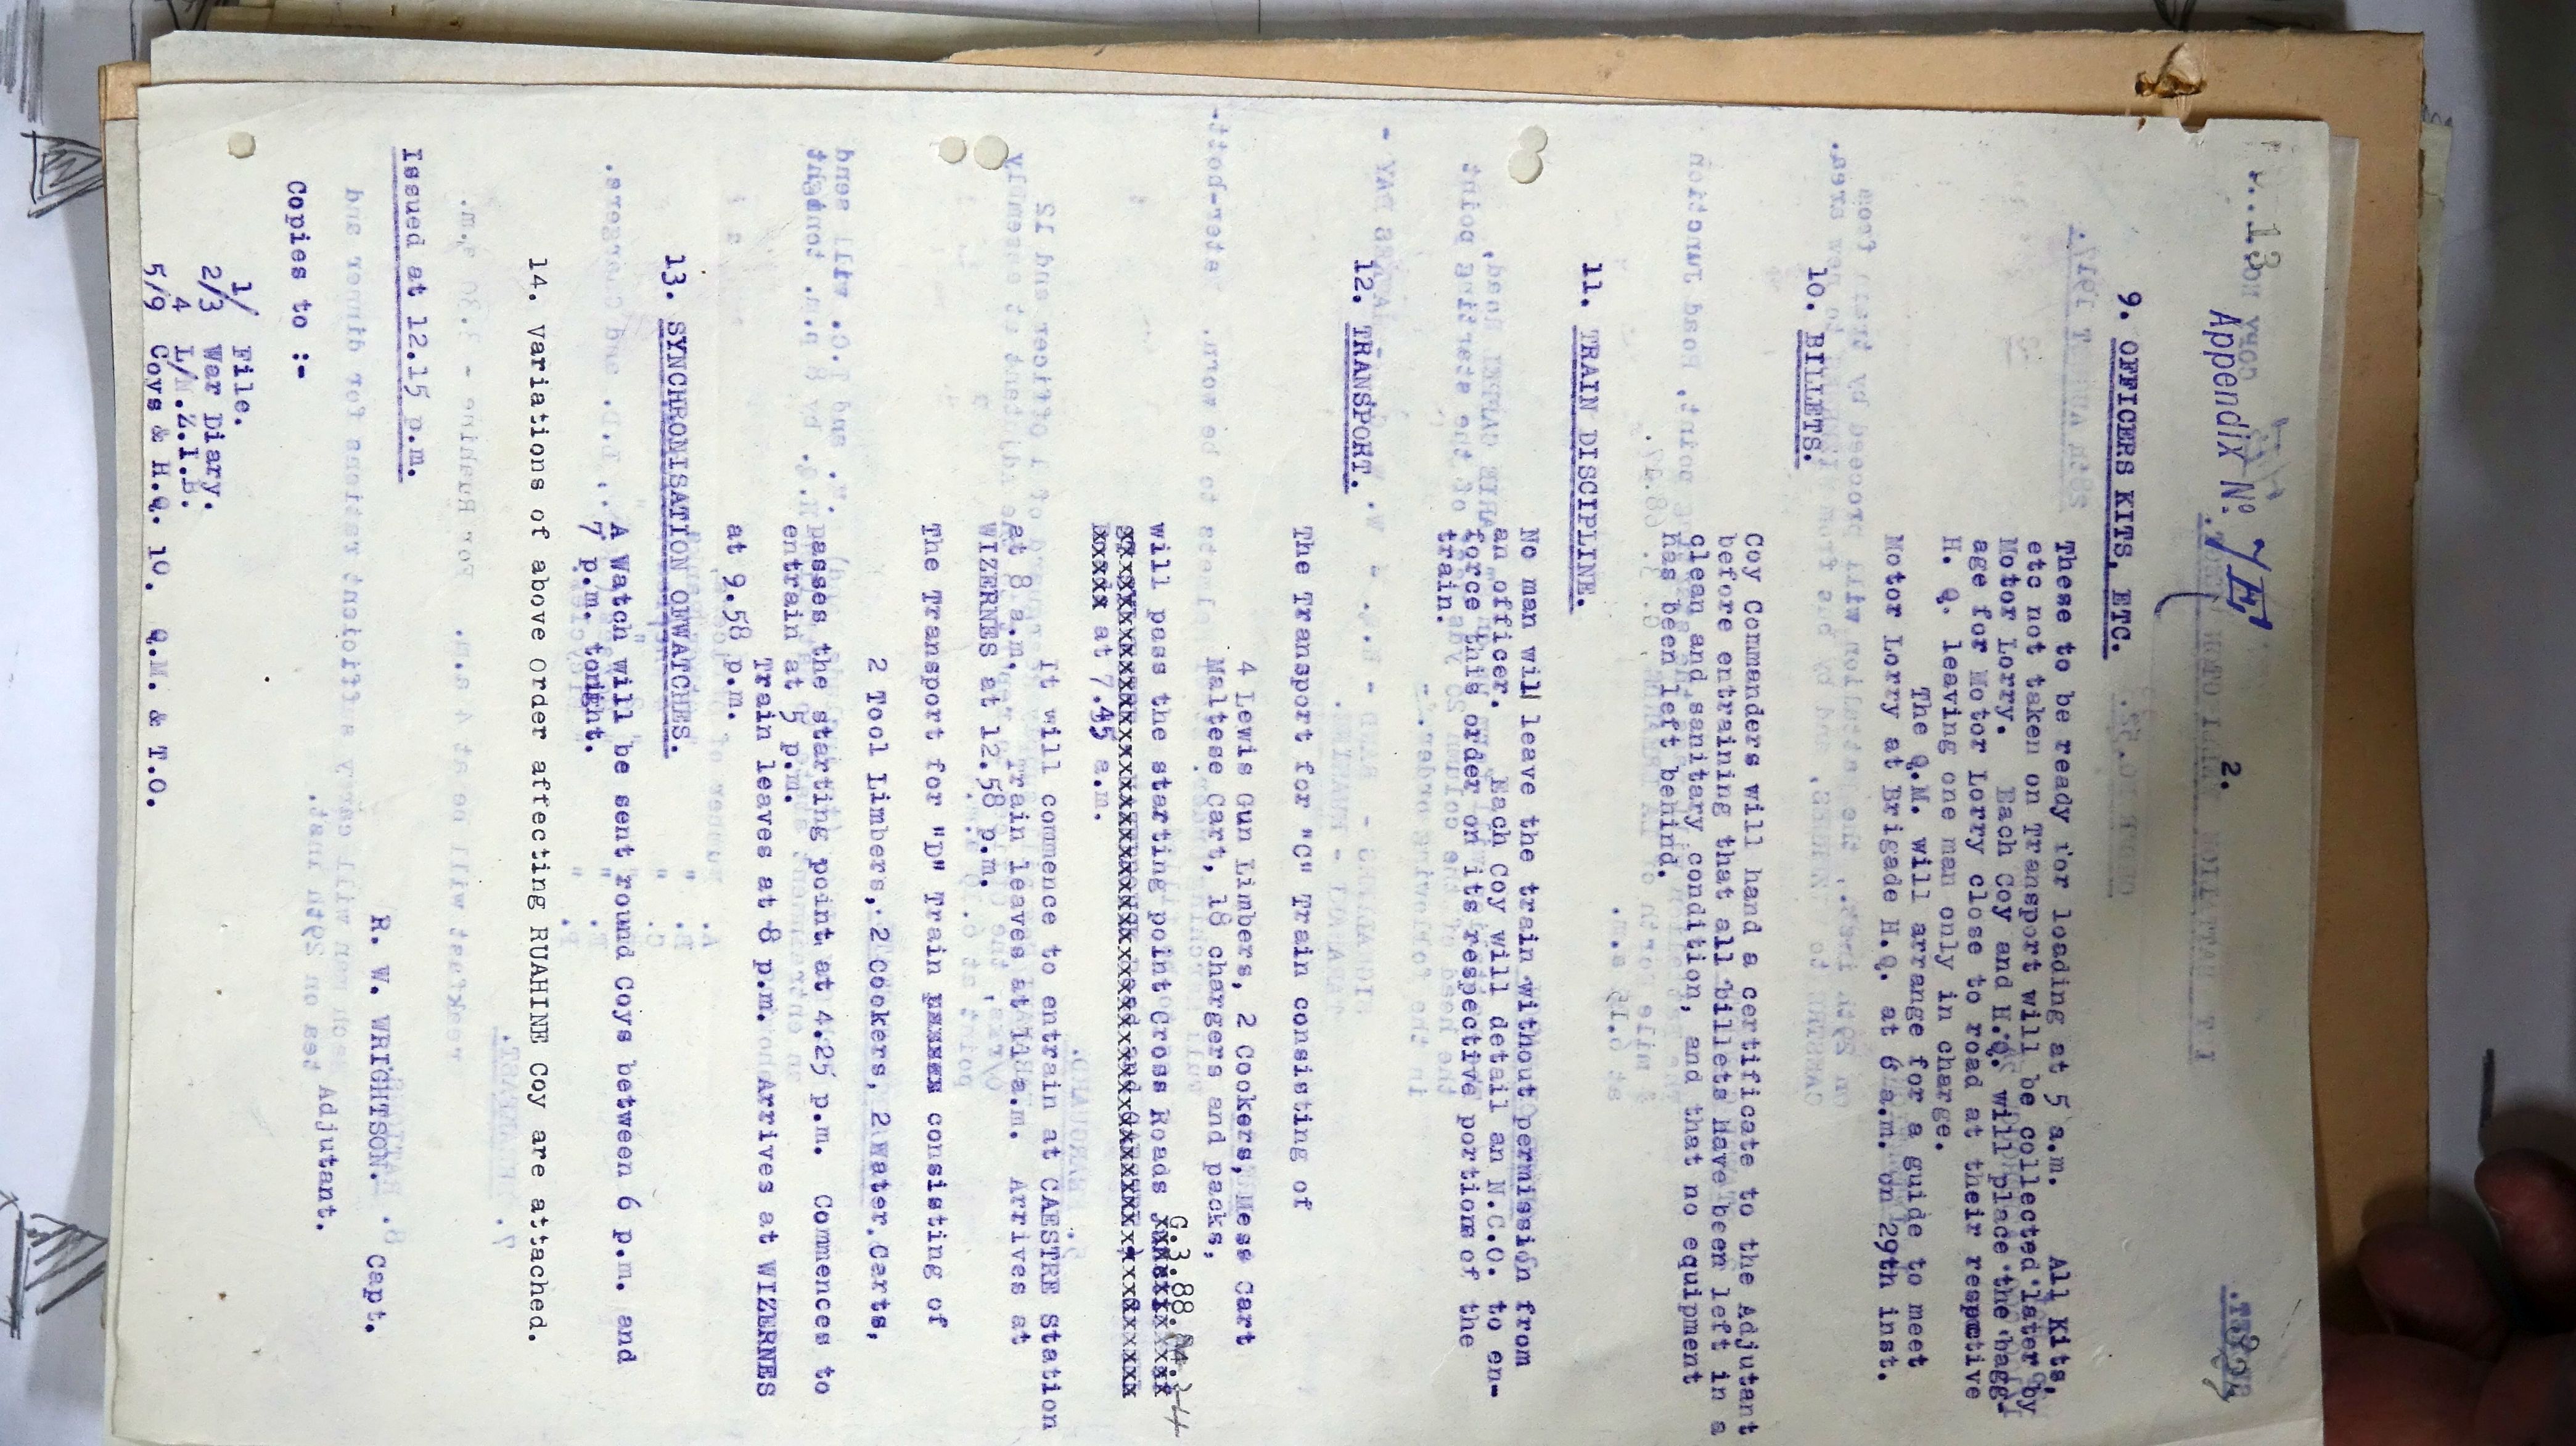 Appendix No.
2.
9. OFFICERS KITS, ETC.
These to be ready for loading at 5 a.m. All Kits,
etc not taken on Transport will be collected later by
Motor Lorry. Each Coy and H.Q. will place the bagg-
age for Motor Lorry close to road at their respective
H. Q. leaving one man only in charge.
The Q.M. will arrange for a guide to meet
Motor Lorry at Brigade H.Q. at 6 a.m. on 29th inst.
10. BILLETS.
Coy Commanders will hand a certificate to the Adjutant
before entraining that all billets have been left in a
clean and sanitary condition, and that no equipment
has been left behind.
11. TRAIN DISCIPLINE.
No man will leave the train without permission from
an officer. Each Coy will detail an N.C.O. to en-
force this order on its respective portion of the
train.
12. TRANSPORT.
The Transport for "C" Train consisting of
4 Lewis Gun Limbers, 2 Cookers, Mess Cart
Maltese Cart, 18 chargers and packs,
G.3.88.
will pass the starting point Cross Roads
at 7.45 a.m.
It will commence to entrain at CAESTRE Station
at 8 a.m. Train leaves at 11 a.m. Arrives at
WIZERNES at 12.58 p.m.
The Transport for "D" Train consisting of
2 Tool Limbers, 2 Cookers, 2 Water Carts,
passes the starting point at 4.25 p.m. Commences to
entrain at 5 p.m.
Train leaves at 8 p.m. Arrives at WIZERNES
at 9.58 p.m.
13. SYNCHRONISATION OFWATCHES.
A Watch will be sent round Coys between 6 p.m. and
7 p.m. tonight.
14. Variations of above Order affecting RUAHINE Coy are attached.
R. W. WRIGHTSON. Capt.
Adjutant.
Issued at 12.15 p.m.
Copies to :-
1/ File.
2/3 War Diary.
4 L/N.Z.I.B.
5/9 Coys & H.Q. 10. Q.M. & T.O.